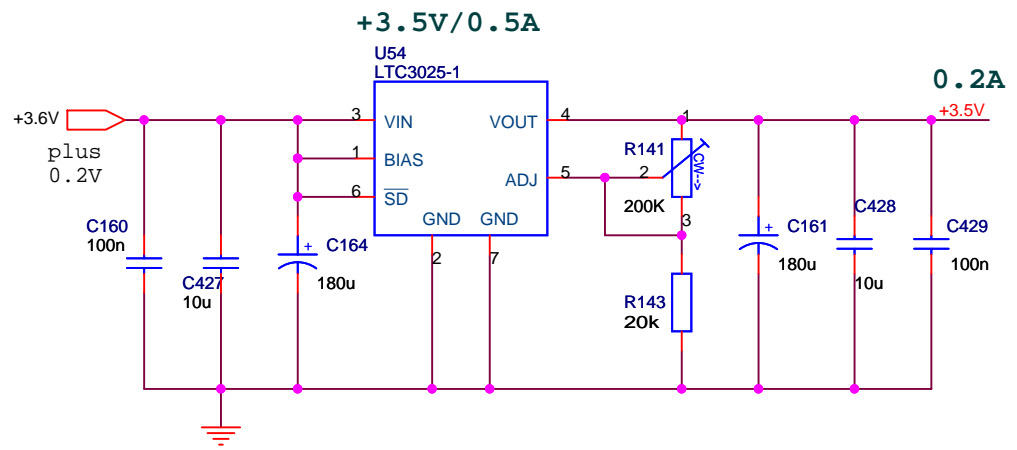 +3.5V/0.5A
U54
LTC3025-1
0.2A
+3.5V
+3.6V
plus
0.2V
3
VIN
VOUT
4
1
1
BIAS
R141
2
CW-->
ADJ
5
6
SD
200K
3
GND
GND
2
7
C160
100n
C427
10u
C164
180u
R143
20k
C161
180u
C428
10u
C429
100n